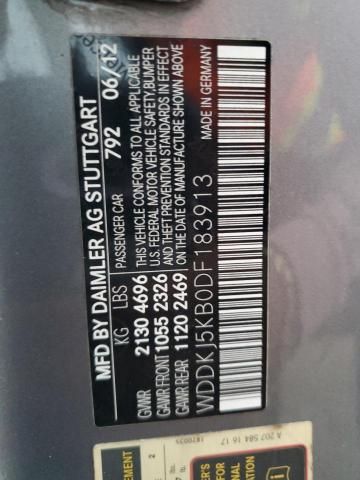 MFD BY DAIMLER AG STUTTGART
792 06/12
KG LBS PASSENGER CAR
GVWR 2130 4696
GAWR FRONT 1055 2326
GAWR REAR 1120 2469
THIS VEHICLE CONFORMS TO ALL APPLICABLE
U.S. FEDERAL MOTOR VEHICLE SAFETY,BUMPER
AND THEFT PREVENTION STANDARDS IN EFFECT
ON THE DATE OF MANUFACTURE SHOWN ABOVE
WDDKJ5KB0DF183913 MADE IN GERMANY
A 207 584 16 17